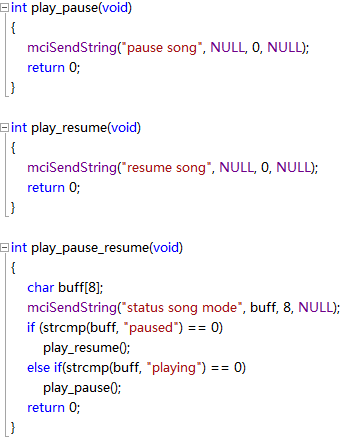 int play_pause(void)
{
    mciSendString("pause song", NULL, 0, NULL);
    return 0;
}

int play_resume(void)
{
    mciSendString("resume song", NULL, 0, NULL);
    return 0;
}

int play_pause_resume(void)
{
    char buff[8];
    mciSendString("status song mode", buff, 8, NULL);
    if (strcmp(buff, "paused") == 0)
        play_resume();
    else if(strcmp(buff, "playing") == 0)
        play_pause();
    return 0;
}